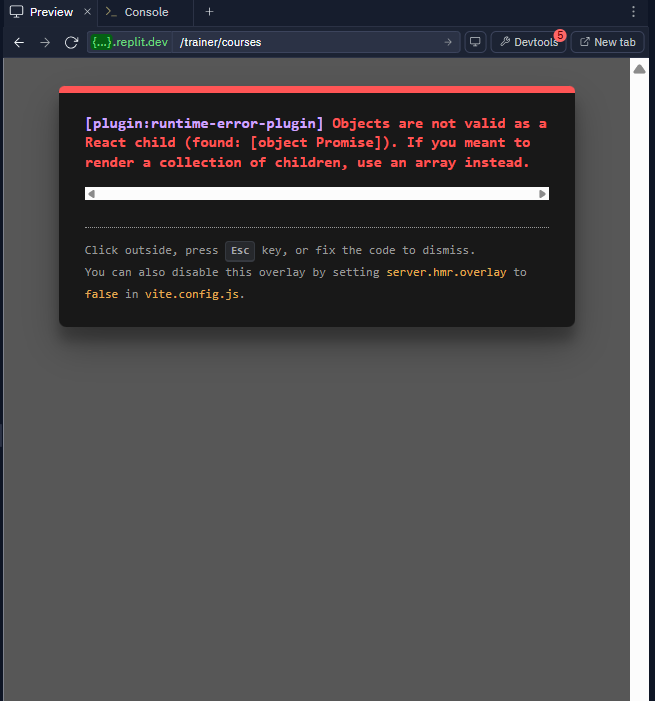 Preview
Console
{...}.replit.dev /trainer/courses
Devtools 5
New tab
[plugin:runtime-error-plugin] Objects are not valid as a
React child (found: [object Promise]). If you meant to
render a collection of children, use an array instead.
Click outside, press Esc key, or fix the code to dismiss.
You can also disable this overlay by setting server.hmr.overlay to
false in vite.config.js.